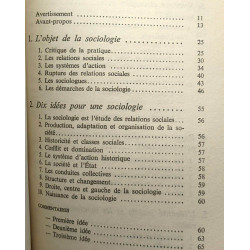 Avertissement 11
Avant-propos 13
1. L'objet de la sociologie 25
1. Critique de la pratique 25
2. Les relations sociales 28
3. Les systèmes d'action 30
4. Rupture des relations sociales 40
5. Les sociologues 43
6. Les démarches de la sociologie 46
2. Dix idées pour une sociologie 55
1. La sociologie est l'étude des relations sociales 56
2. Production, adaptation et organisation de la société 56
3. Historicité et classes sociales 57
4. Conflit et domination 57
5. Le système d'action historique 57
6. La société et l'État 58
7. Les conduites collectives 58
8. Structure et changement 59
9. Droite, centre et gauche de la sociologie 59
10. Naissance de la sociologie 60
COMMENTAIRES
— Première idée 60
— Deuxième idée 63
— Troisième idée 65